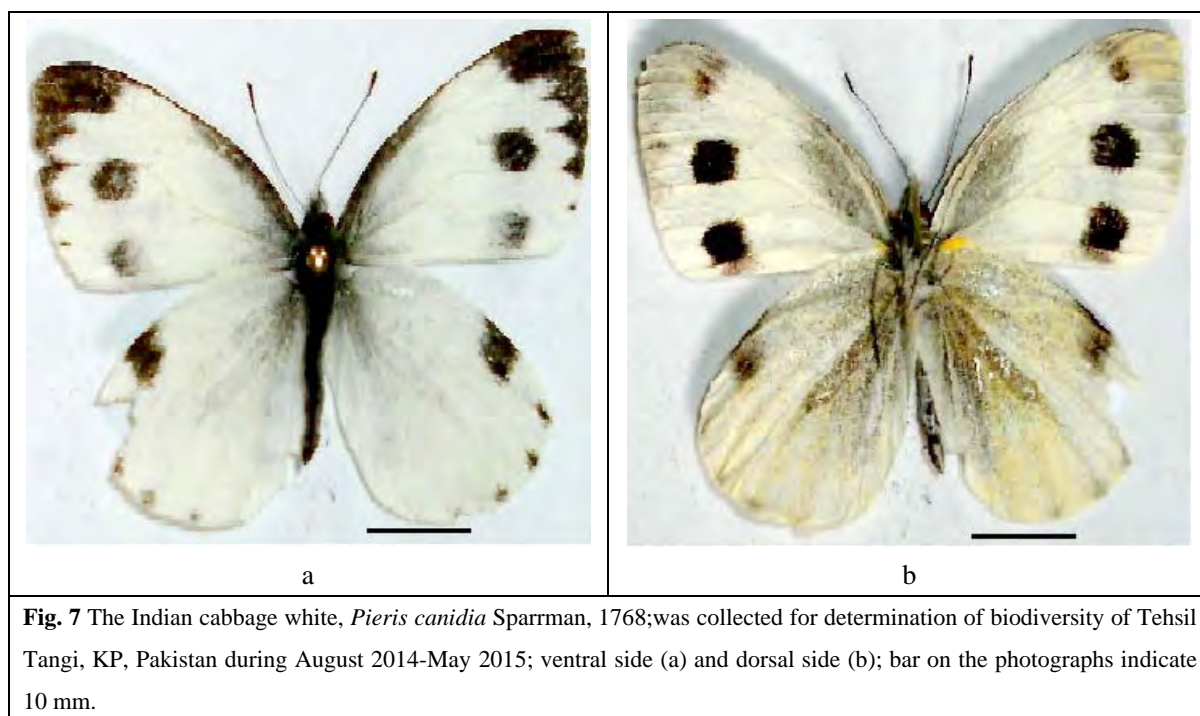 a
b
Fig. 7 The Indian cabbage white, Pieris canidia Sparrman, 1768;was collected for determination of biodiversity of Tehsil
Tangi, KP, Pakistan during August 2014-May 2015; ventral side (a) and dorsal side (b); bar on the photographs indicate
10 mm.